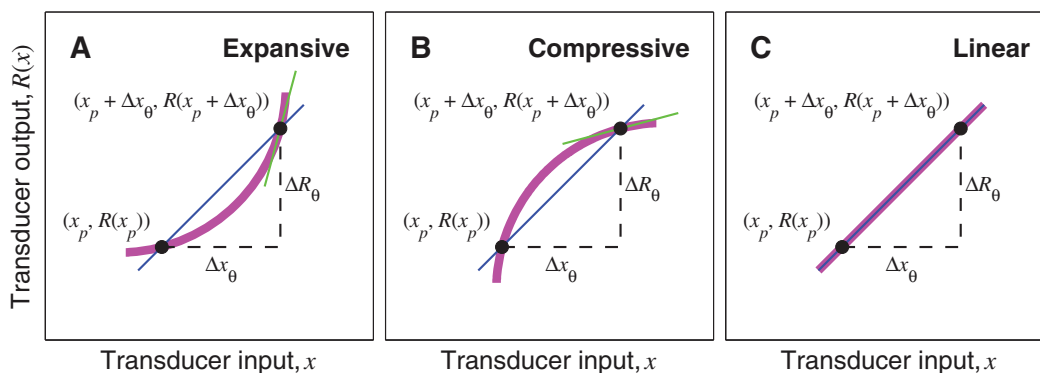 Transducer output, R(x)
A Expansive
(x_p + Δx_θ, R(x_p + Δx_θ))
ΔR_θ
(x_p, R(x_p))
Δx_θ
Transducer input, x
B Compressive
(x_p + Δx_θ, R(x_p + Δx_θ))
ΔR_θ
(x_p, R(x_p))
Δx_θ
Transducer input, x
C Linear
(x_p + Δx_θ, R(x_p + Δx_θ))
ΔR_θ
(x_p, R(x_p))
Δx_θ
Transducer input, x